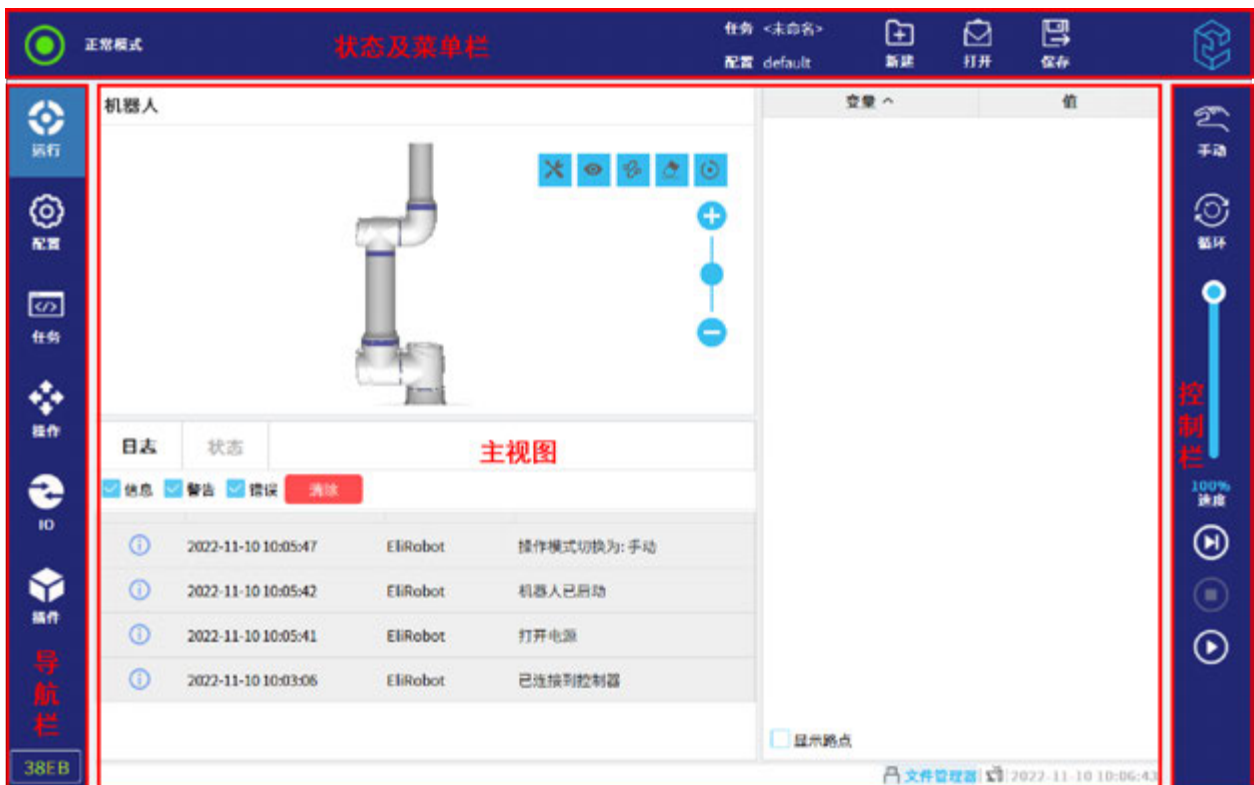 正常模式
状态及菜单栏
任务 <未命名>
配置 default
新建
打开
保存
运行
配置
任务
操作
IO
插件
导航栏
38EB
机器人
日志 状态
主视图
信息 警告 错误 清除
2022-11-10 10:05:47 EliRobot 操作模式切换为: 手动
2022-11-10 10:05:42 EliRobot 机器人已启动
2022-11-10 10:05:41 EliRobot 打开电源
2022-11-10 10:03:06 EliRobot 已连接到控制器
变量 值
显示路点
文件管理器 2022-11-10 10:06:43
手动
循环
控制栏
100%
速度